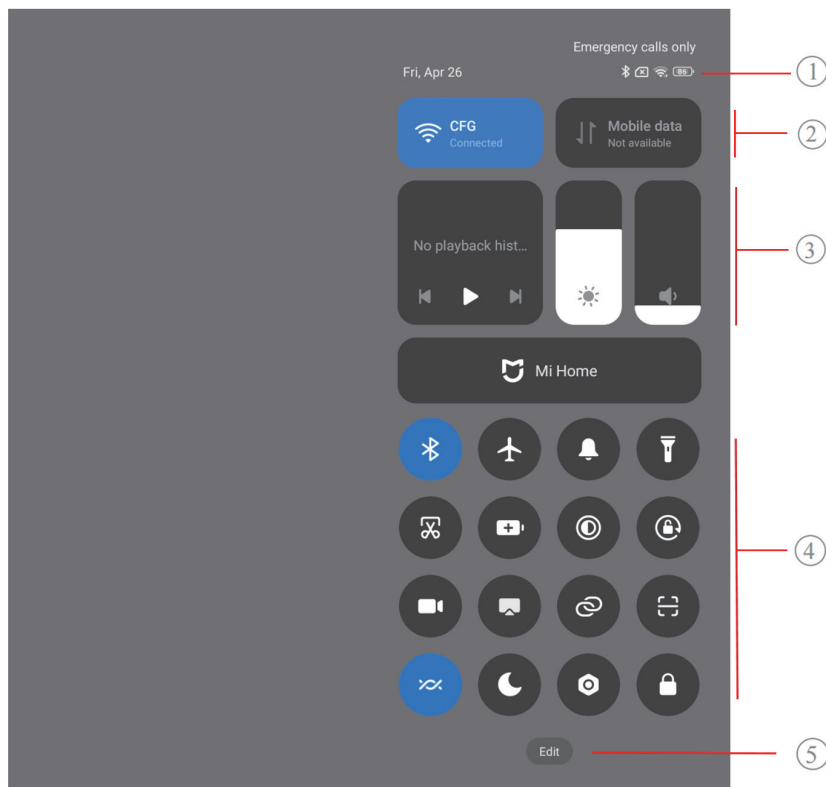 Emergency calls only
Fri, Apr 26
86
①
CFG
Connected
Mobile data
Not available
②
No playback hist...
③
Mi Home
④
Edit
⑤